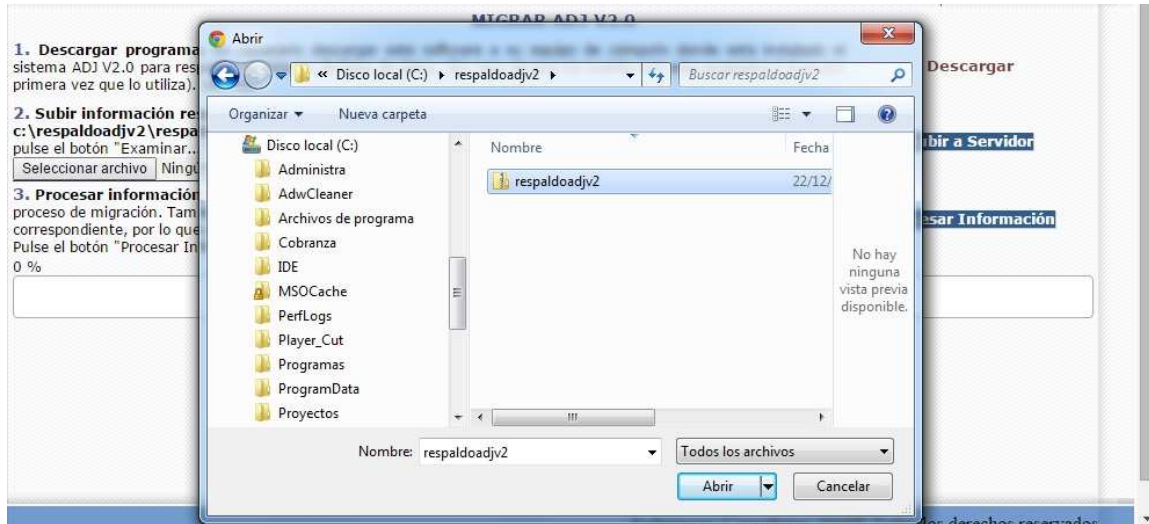 MIGRAR ADJ V2.0
1. Descargar programa
sistema ADJ V2.0 para res
primera vez que lo utiliza).
Descargar
2. Subir información re
c:\respaldoadjv2\respa
pulse el botón "Examinar...
Seleccionar archivo Ningú
ubir a Servidor
3. Procesar información
proceso de migración. Tam
correspondiente, por lo que
Pulse el botón "Procesar In
esar Información
0 %
Abrir
« Disco local (C:) ▸ respaldoadjv2 ▸
Buscar respaldoadjv2
Organizar
Nueva carpeta
Disco local (C:)
Administra
AdwCleaner
Archivos de programa
Cobranza
IDE
MSOCache
PerfLogs
Player_Cut
Programas
ProgramData
Proyectos
Nombre
Fecha
respaldoadjv2
22/12/
No hay
ninguna
vista previa
disponible.
Nombre: respaldoadjv2
Todos los archivos
Abrir
Cancelar
los derechos reservados